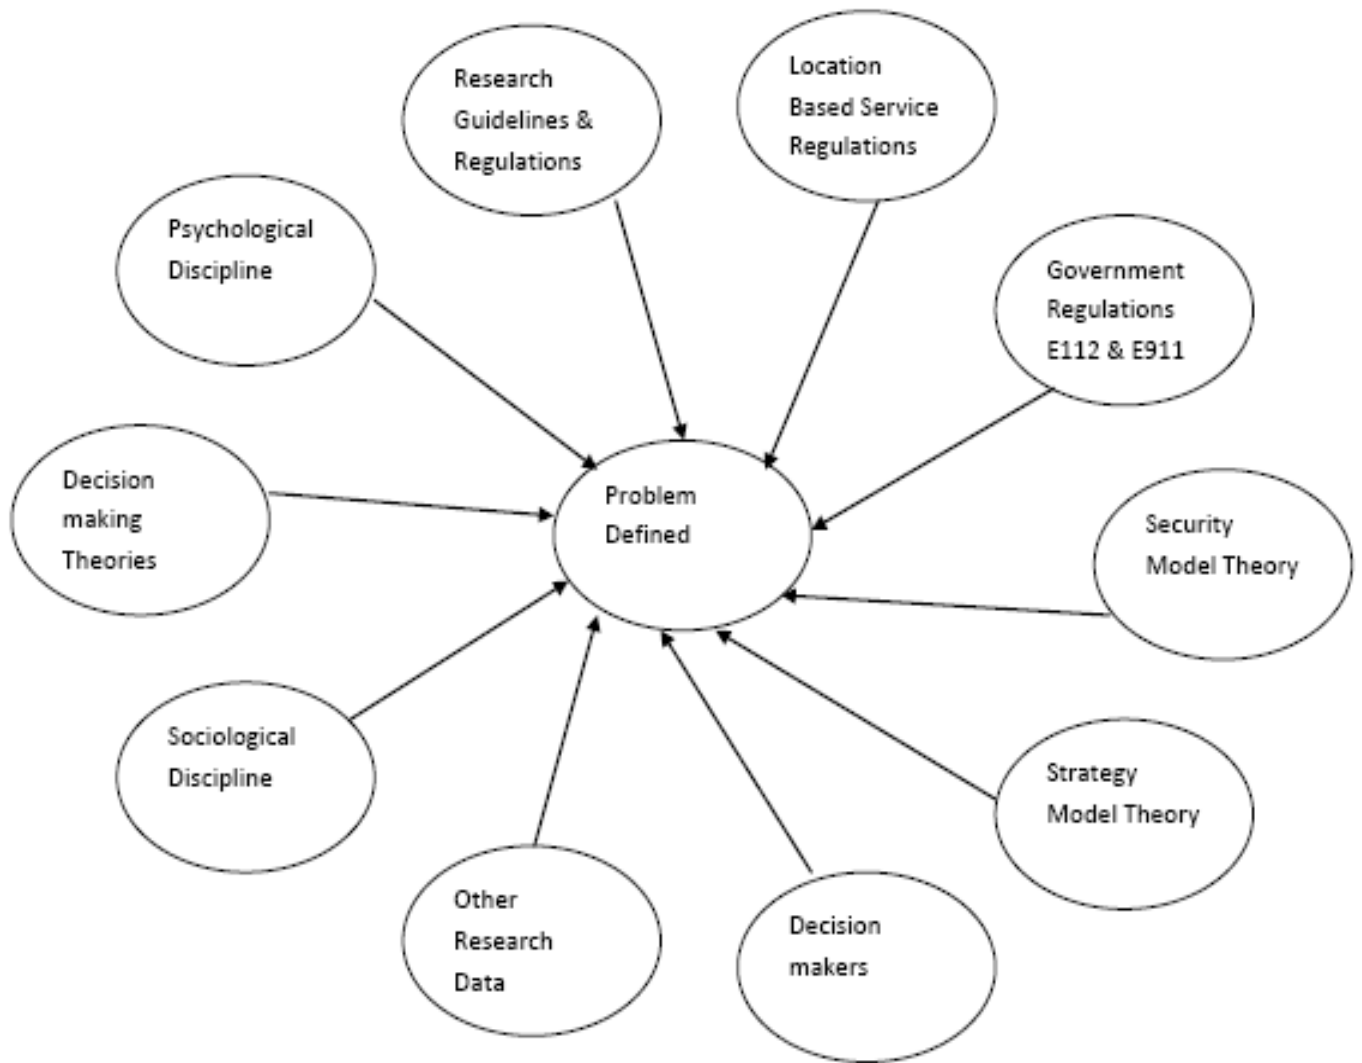 Research
Guidelines &
Regulations
Location
Based Service
Regulations
Psychological
Discipline
Government
Regulations
E112 & E911
Decision
making
Theories
Problem
Defined
Security
Model Theory
Sociological
Discipline
Strategy
Model Theory
Other
Research
Data
Decision
makers